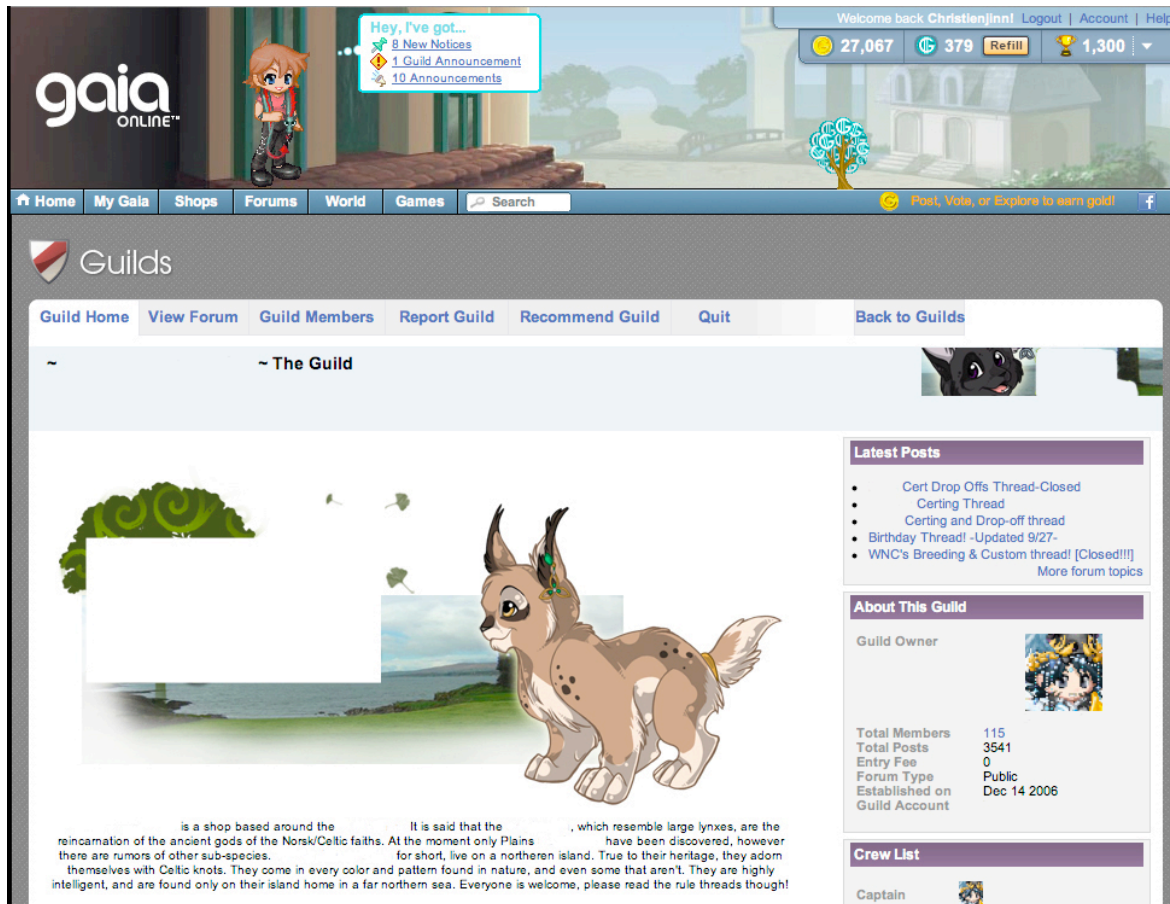 Hey, I've got...
8 New Notices
1 Guild Announcement
10 Announcements
Welcome back Christienjinn! Logout | Account | Help
27,067 379 Refill 1,300
gaia
ONLINE™
Home My Gaia Shops Forums World Games Search
Post, Vote, or Explore to earn gold!
Guilds
Guild Home View Forum Guild Members Report Guild Recommend Guild Quit Back to Guilds
~ ~ The Guild
Latest Posts
Cert Drop Offs Thread-Closed
Certing Thread
Certing and Drop-off thread
Birthday Thread! -Updated 9/27-
WNC's Breeding & Custom thread! [Closed!!!]
More forum topics
About This Guild
Guild Owner
Total Members 115
Total Posts 3541
Entry Fee 0
Forum Type Public
Established on Dec 14 2006
Guild Account
Crew List
Captain
is a shop based around the It is said that the , which resemble large lynxes, are the
reincarnation of the ancient gods of the Norsk/Celtic faiths. At the moment only Plains have been discovered, however
there are rumors of other sub-species. for short, live on a northeren island. True to their heritage, they adorn
themselves with Celtic knots. They come in every color and pattern found in nature, and even some that aren't. They are highly
intelligent, and are found only on their island home in a far northern sea. Everyone is welcome, please read the rule threads though!